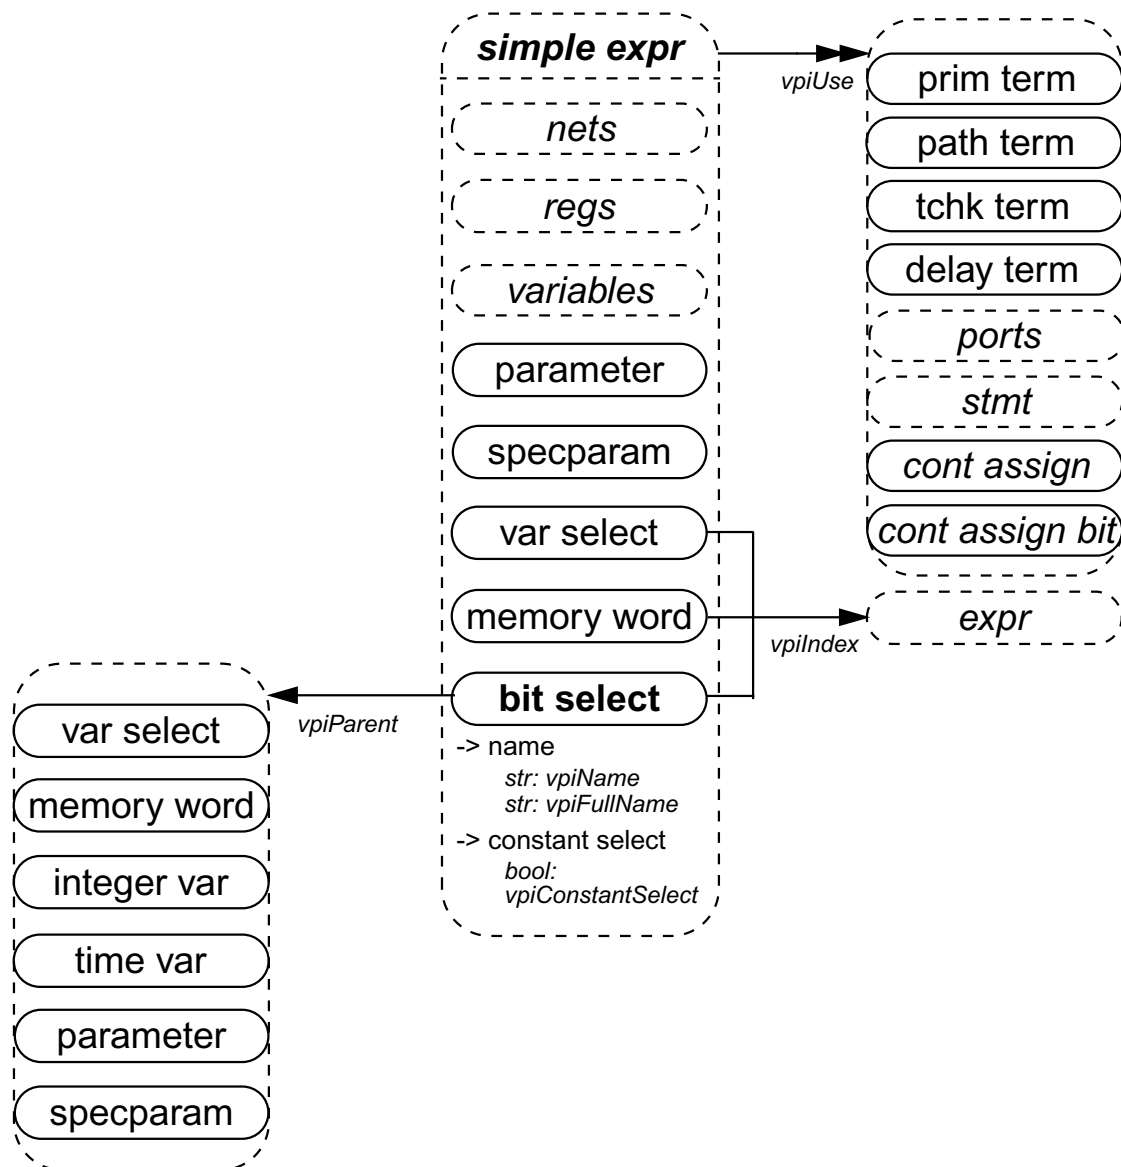 simple expr
nets
regs
variables
parameter
specparam
var select
memory word
bit select
-> name
str: vpiName
str: vpiFullName
-> constant select
bool:
vpiConstantSelect
vpiUse
prim term
path term
tchk term
delay term
ports
stmt
cont assign
cont assign bit
vpiIndex
expr
vpiParent
var select
memory word
integer var
time var
parameter
specparam